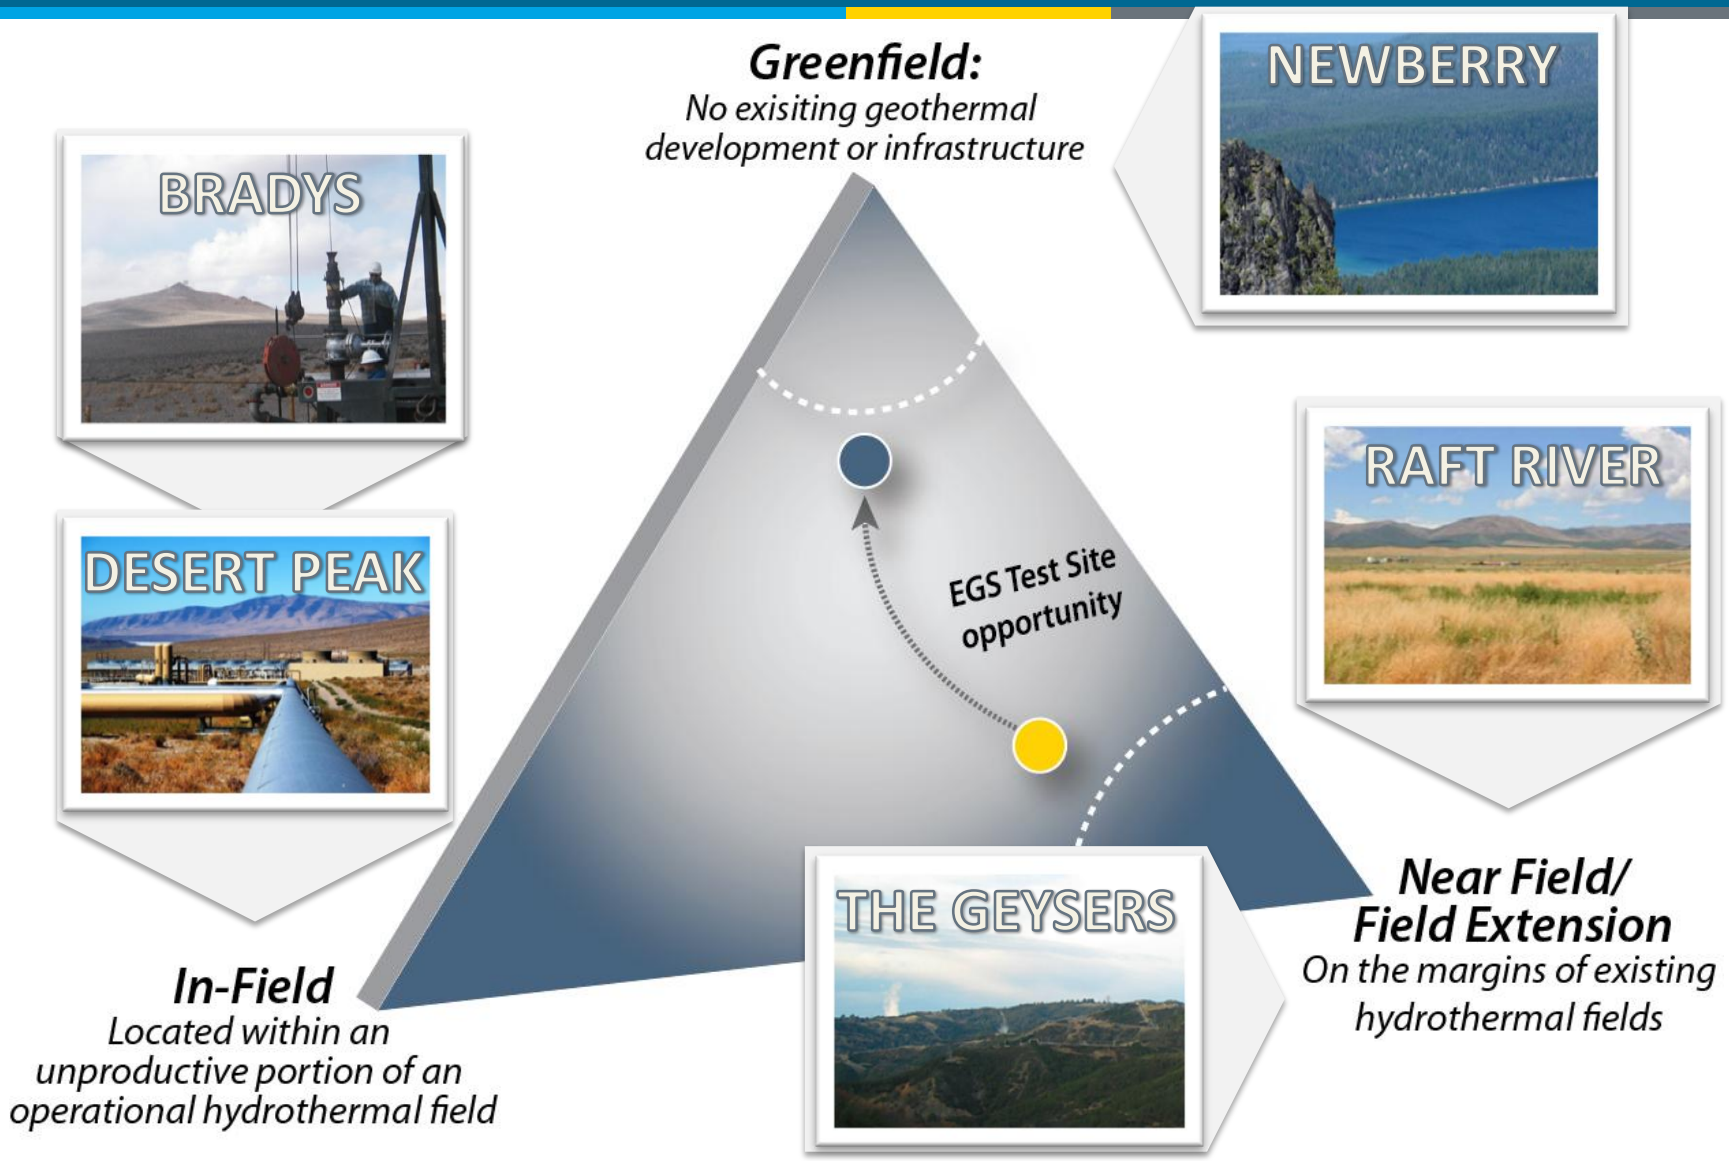 Greenfield:
No exisiting geothermal
development or infrastructure
NEWBERRY
BRADYS
DESERT PEAK
RAFT RIVER
EGS Test Site
opportunity
THE GEYSERS
Near Field/
Field Extension
On the margins of existing
hydrothermal fields
In-Field
Located within an
unproductive portion of an
operational hydrothermal field